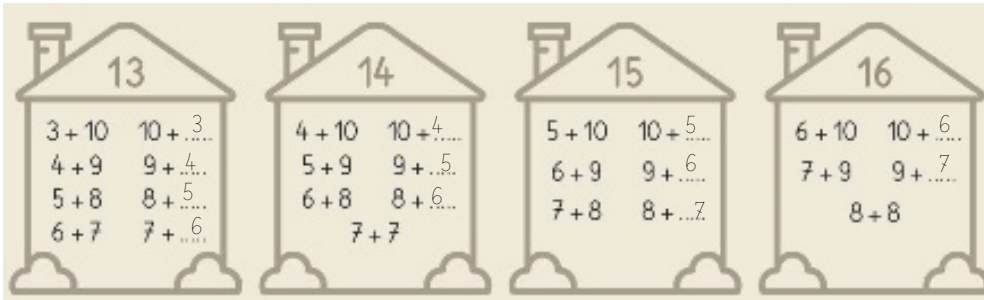 13
3 + 10 10 + ..3..
4 + 9 9 + ..4..
5 + 8 8 + ..5..
6 + 7 7 + ..6..
14
4 + 10 10 + ..4..
5 + 9 9 + ..5..
6 + 8 8 + ..6..
7 + 7
15
5 + 10 10 + ..5..
6 + 9 9 + ..6..
7 + 8 8 + ..7..
16
6 + 10 10 + ..6..
7 + 9 9 + ..7..
8 + 8